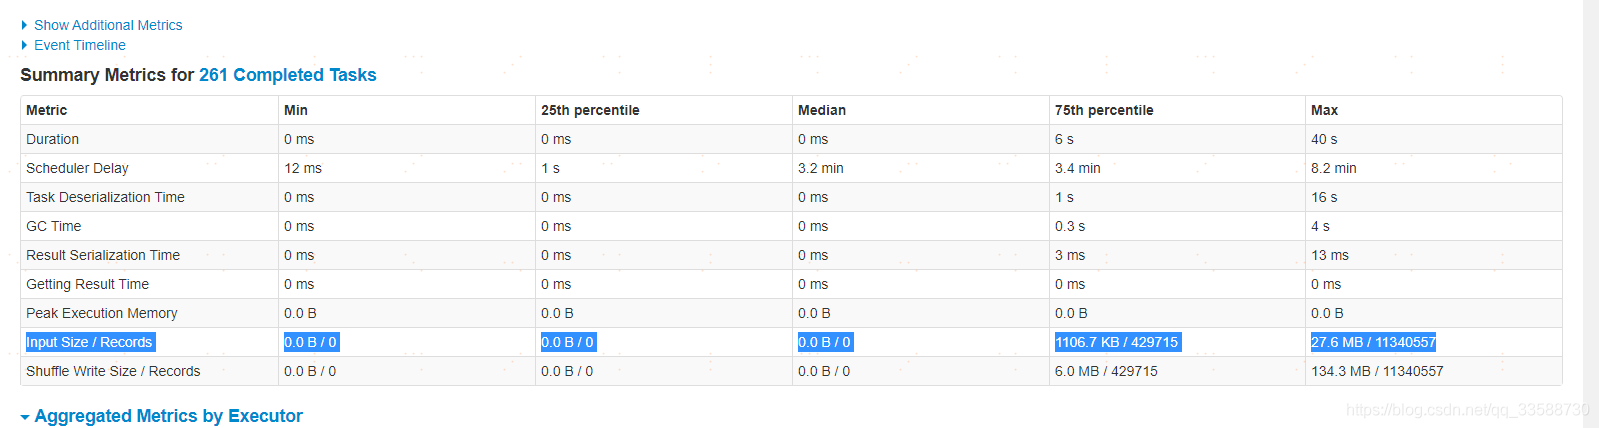 Show Additional Metrics
Event Timeline
Summary Metrics for 261 Completed Tasks
Metric Min 25th percentile Median 75th percentile Max
Duration 0 ms 0 ms 0 ms 6 s 40 s
Scheduler Delay 12 ms 1 s 3.2 min 3.4 min 8.2 min
Task Deserialization Time 0 ms 0 ms 0 ms 1 s 16 s
GC Time 0 ms 0 ms 0 ms 0.3 s 4 s
Result Serialization Time 0 ms 0 ms 0 ms 3 ms 13 ms
Getting Result Time 0 ms 0 ms 0 ms 0 ms 0 ms
Peak Execution Memory 0.0 B 0.0 B 0.0 B 0.0 B 0.0 B
Input Size / Records 0.0 B / 0 0.0 B / 0 0.0 B / 0 1106.7 KB / 429715 27.6 MB / 11340557
Shuffle Write Size / Records 0.0 B / 0 0.0 B / 0 0.0 B / 0 6.0 MB / 429715 134.3 MB / 11340557
Aggregated Metrics by Executor
https://blog.csdn.net/qq_33588730